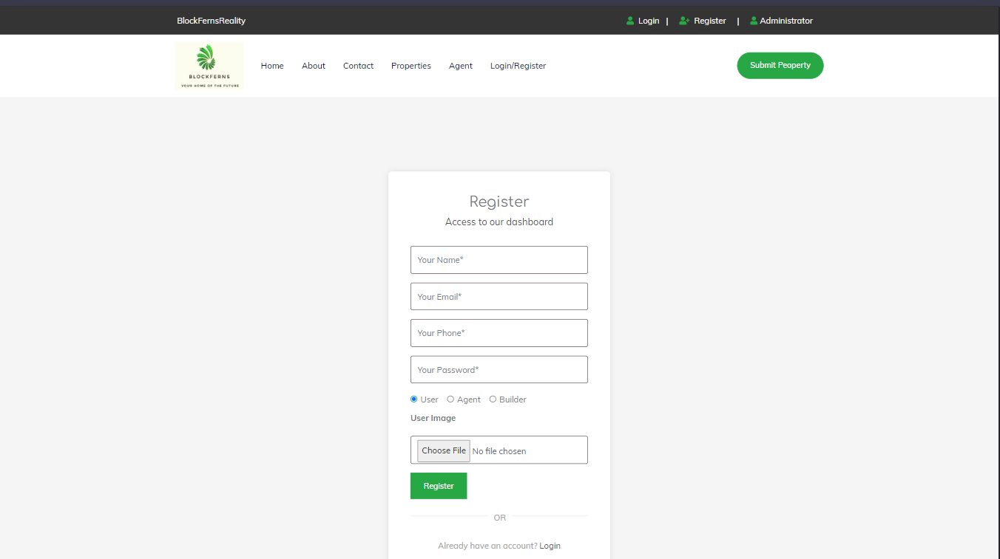 BlockFernsReality
Login | Register | Administrator
BLOCKFERNS
YOUR HOME OF THE FUTURE
Home About Contact Properties Agent Login/Register
Submit Peoperty
Register
Access to our dashboard
Your Name*
Your Email*
Your Phone*
Your Password*
User Agent Builder
User Image
Choose File No file chosen
Register
OR
Already have an account? Login